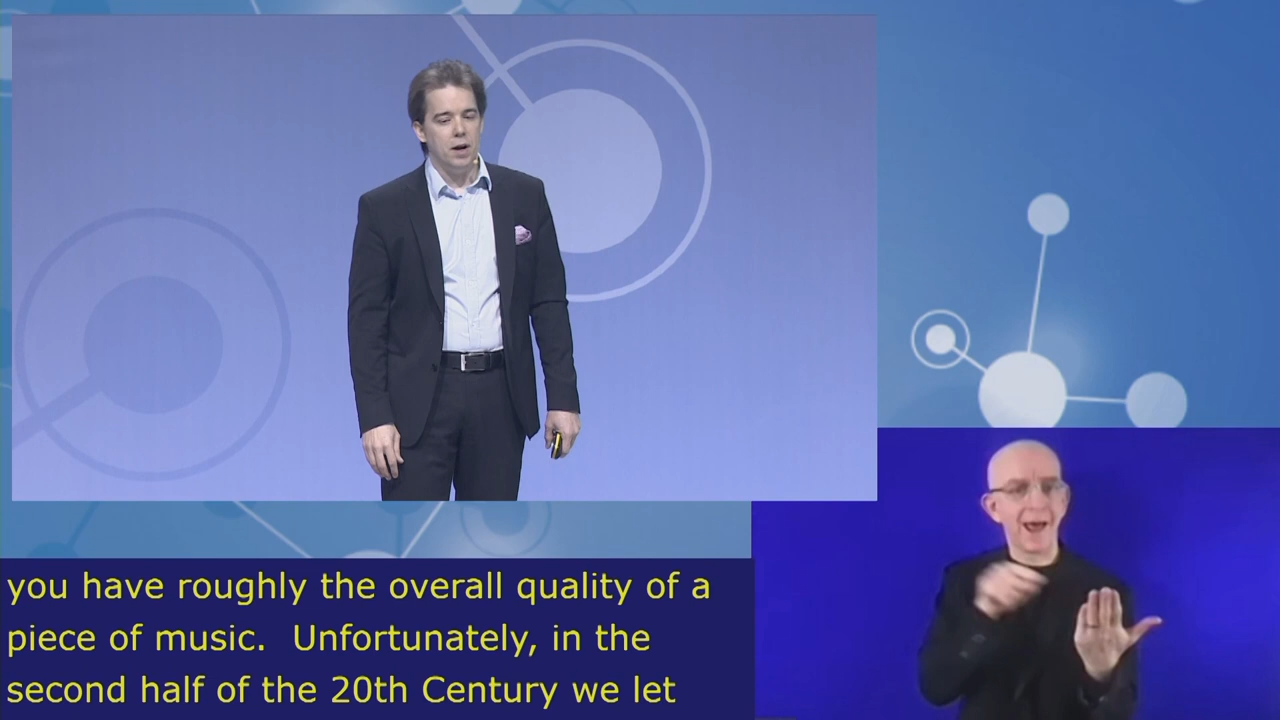 you have roughly the overall quality of a
piece of music.  Unfortunately, in the
second half of the 20th Century we let